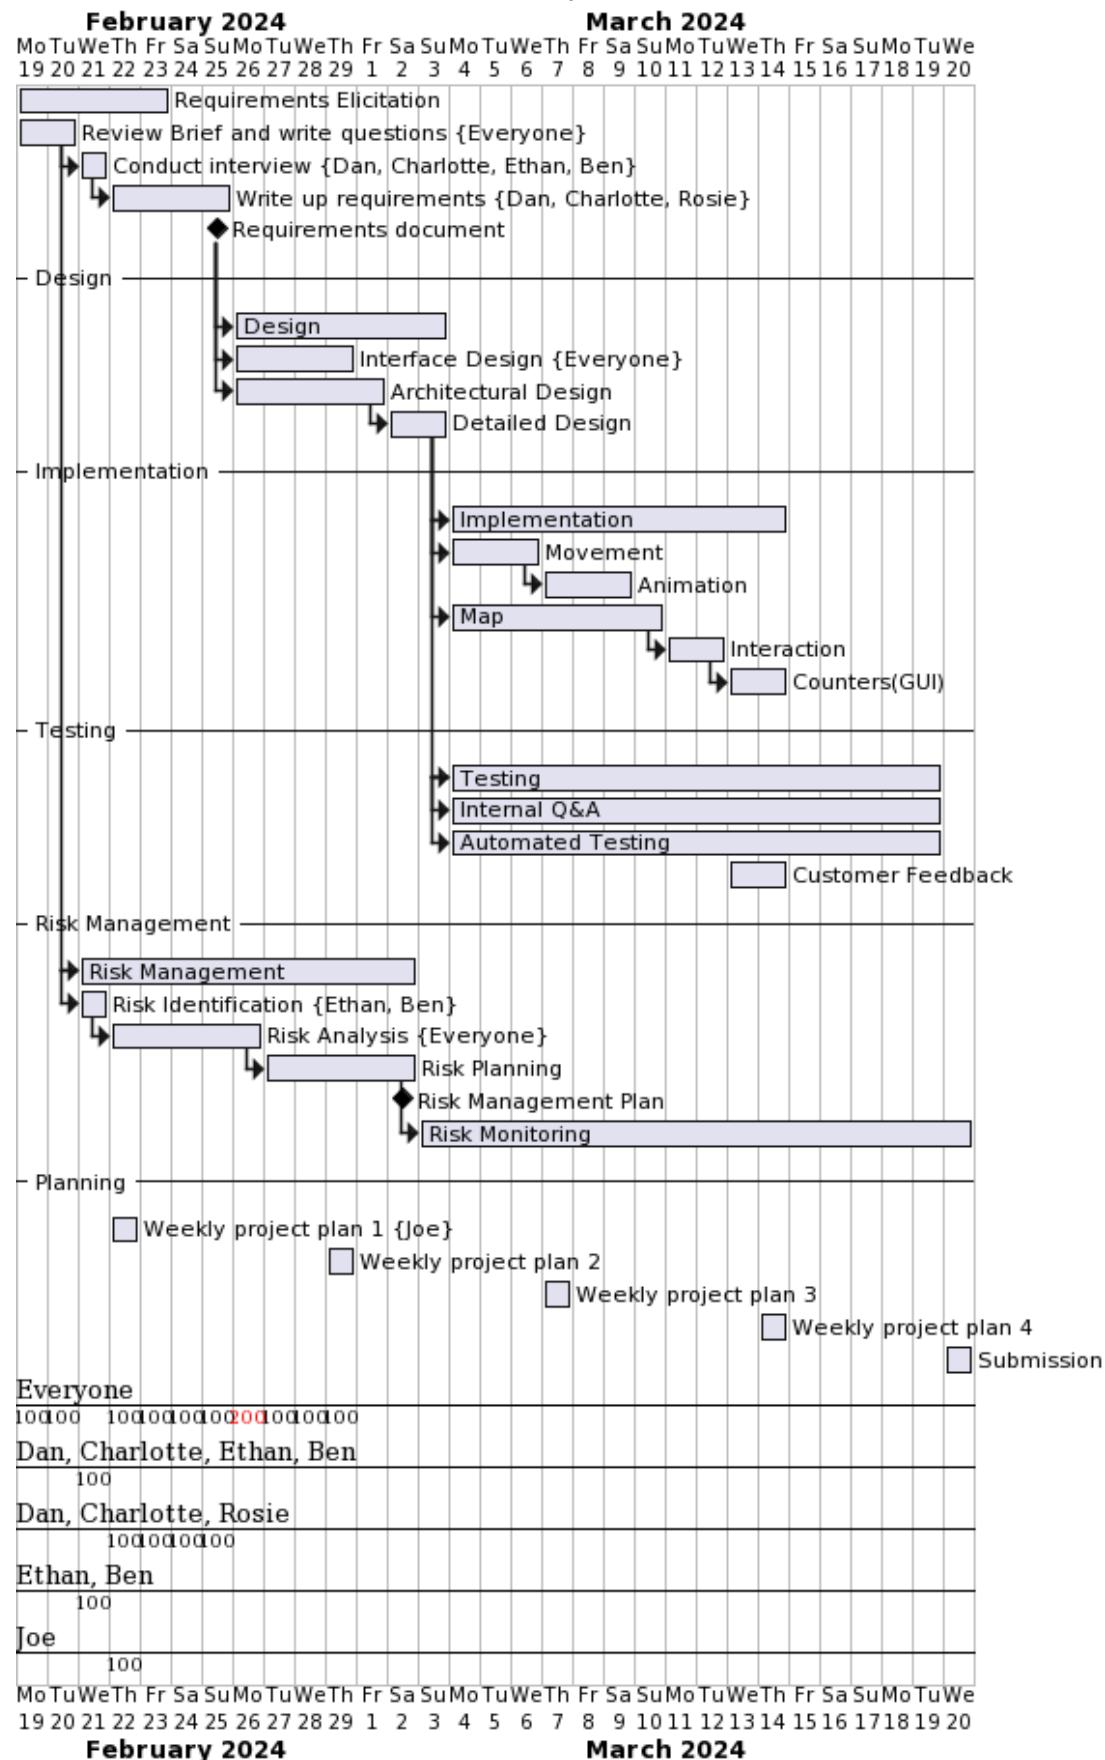 February 2024 March 2024
Mo Tu We Th Fr Sa Su Mo Tu We Th Fr Sa Su Mo Tu We Th Fr Sa Su Mo Tu We Th Fr Sa Su Mo Tu We
19 20 21 22 23 24 25 26 27 28 29 1 2 3 4 5 6 7 8 9 10 11 12 13 14 15 16 17 18 19 20
Requirements Elicitation
Review Brief and write questions {Everyone}
Conduct interview {Dan, Charlotte, Ethan, Ben}
Write up requirements {Dan, Charlotte, Rosie}
Requirements document
Design
Design
Interface Design {Everyone}
Architectural Design
Detailed Design
Implementation
Implementation
Movement
Animation
Map
Interaction
Counters(GUI)
Testing
Testing
Internal Q&A
Automated Testing
Customer Feedback
Risk Management
Risk Management
Risk Identification {Ethan, Ben}
Risk Analysis {Everyone}
Risk Planning
Risk Management Plan
Risk Monitoring
Planning
Weekly project plan 1 {Joe}
Weekly project plan 2
Weekly project plan 3
Weekly project plan 4
Submission
Everyone
100 100 100 100 100 100 200 100 100 100
Dan, Charlotte, Ethan, Ben
100
Dan, Charlotte, Rosie
100 100 100 100
Ethan, Ben
100
Joe
100
Mo Tu We Th Fr Sa Su Mo Tu We Th Fr Sa Su Mo Tu We Th Fr Sa Su Mo Tu We Th Fr Sa Su Mo Tu We
19 20 21 22 23 24 25 26 27 28 29 1 2 3 4 5 6 7 8 9 10 11 12 13 14 15 16 17 18 19 20
February 2024 March 2024